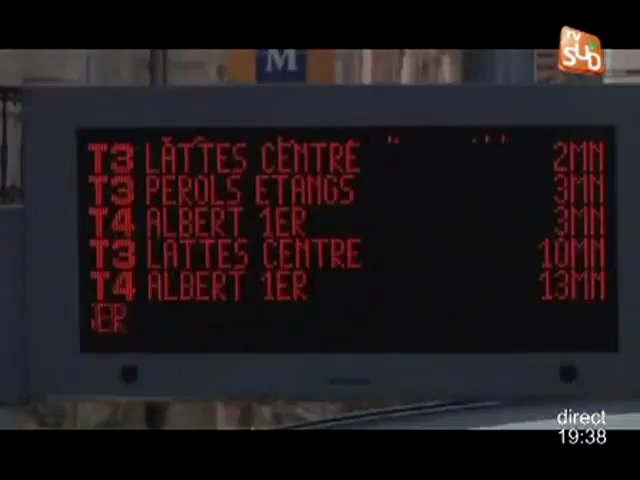 TV SUD
M
T3 LATTES CENTRE 2MN
T3 PEROLS ETANGS 3MN
T4 ALBERT 1ER 3MN
T3 LATTES CENTRE 10MN
T4 ALBERT 1ER 13MN
ER
direct
19:38